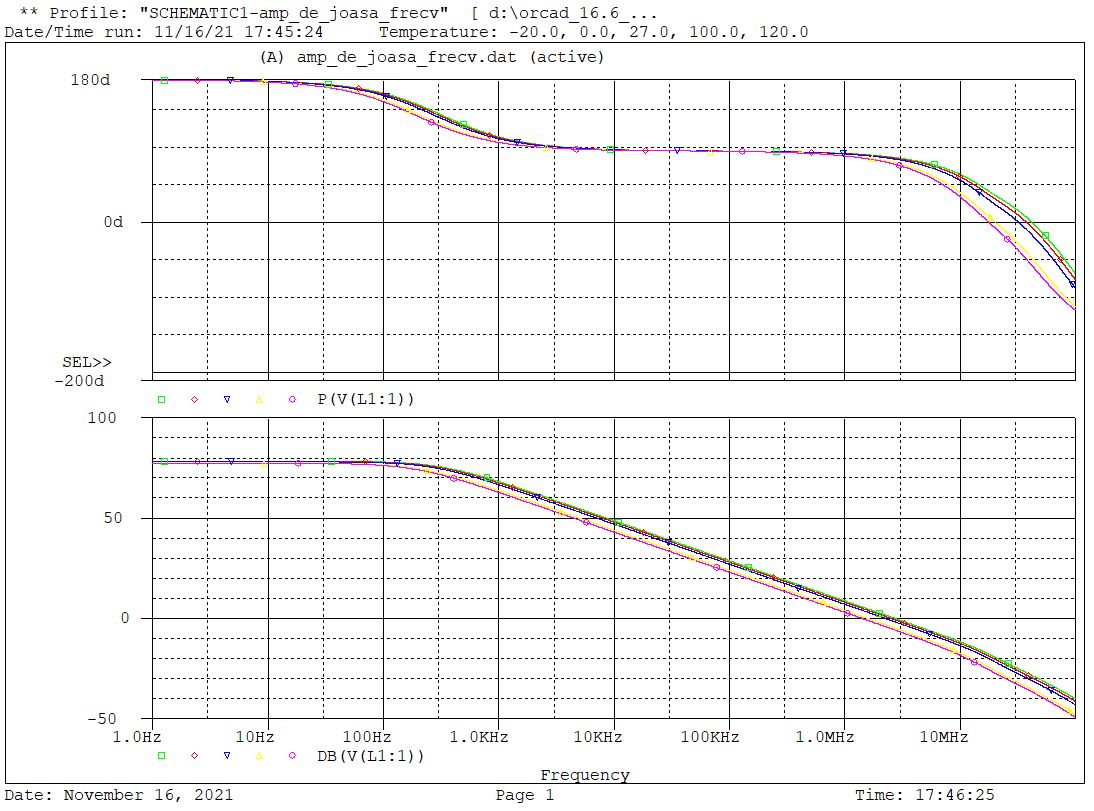 ** Profile: "SCHEMATIC1-amp_de_joasa_frecv"  [ d:\orcad_16.6_...
Date/Time run: 11/16/21 17:45:24     Temperature: -20.0, 0.0, 27.0, 100.0, 120.0
(A) amp_de_joasa_frecv.dat (active)
180d
0d
SEL>>
-200d
P(V(L1:1))
100
50
0
-50
1.0Hz 10Hz 100Hz 1.0KHz 10KHz 100KHz 1.0MHz 10MHz
DB(V(L1:1))
Frequency
Date: November 16, 2021 Page 1 Time: 17:46:25